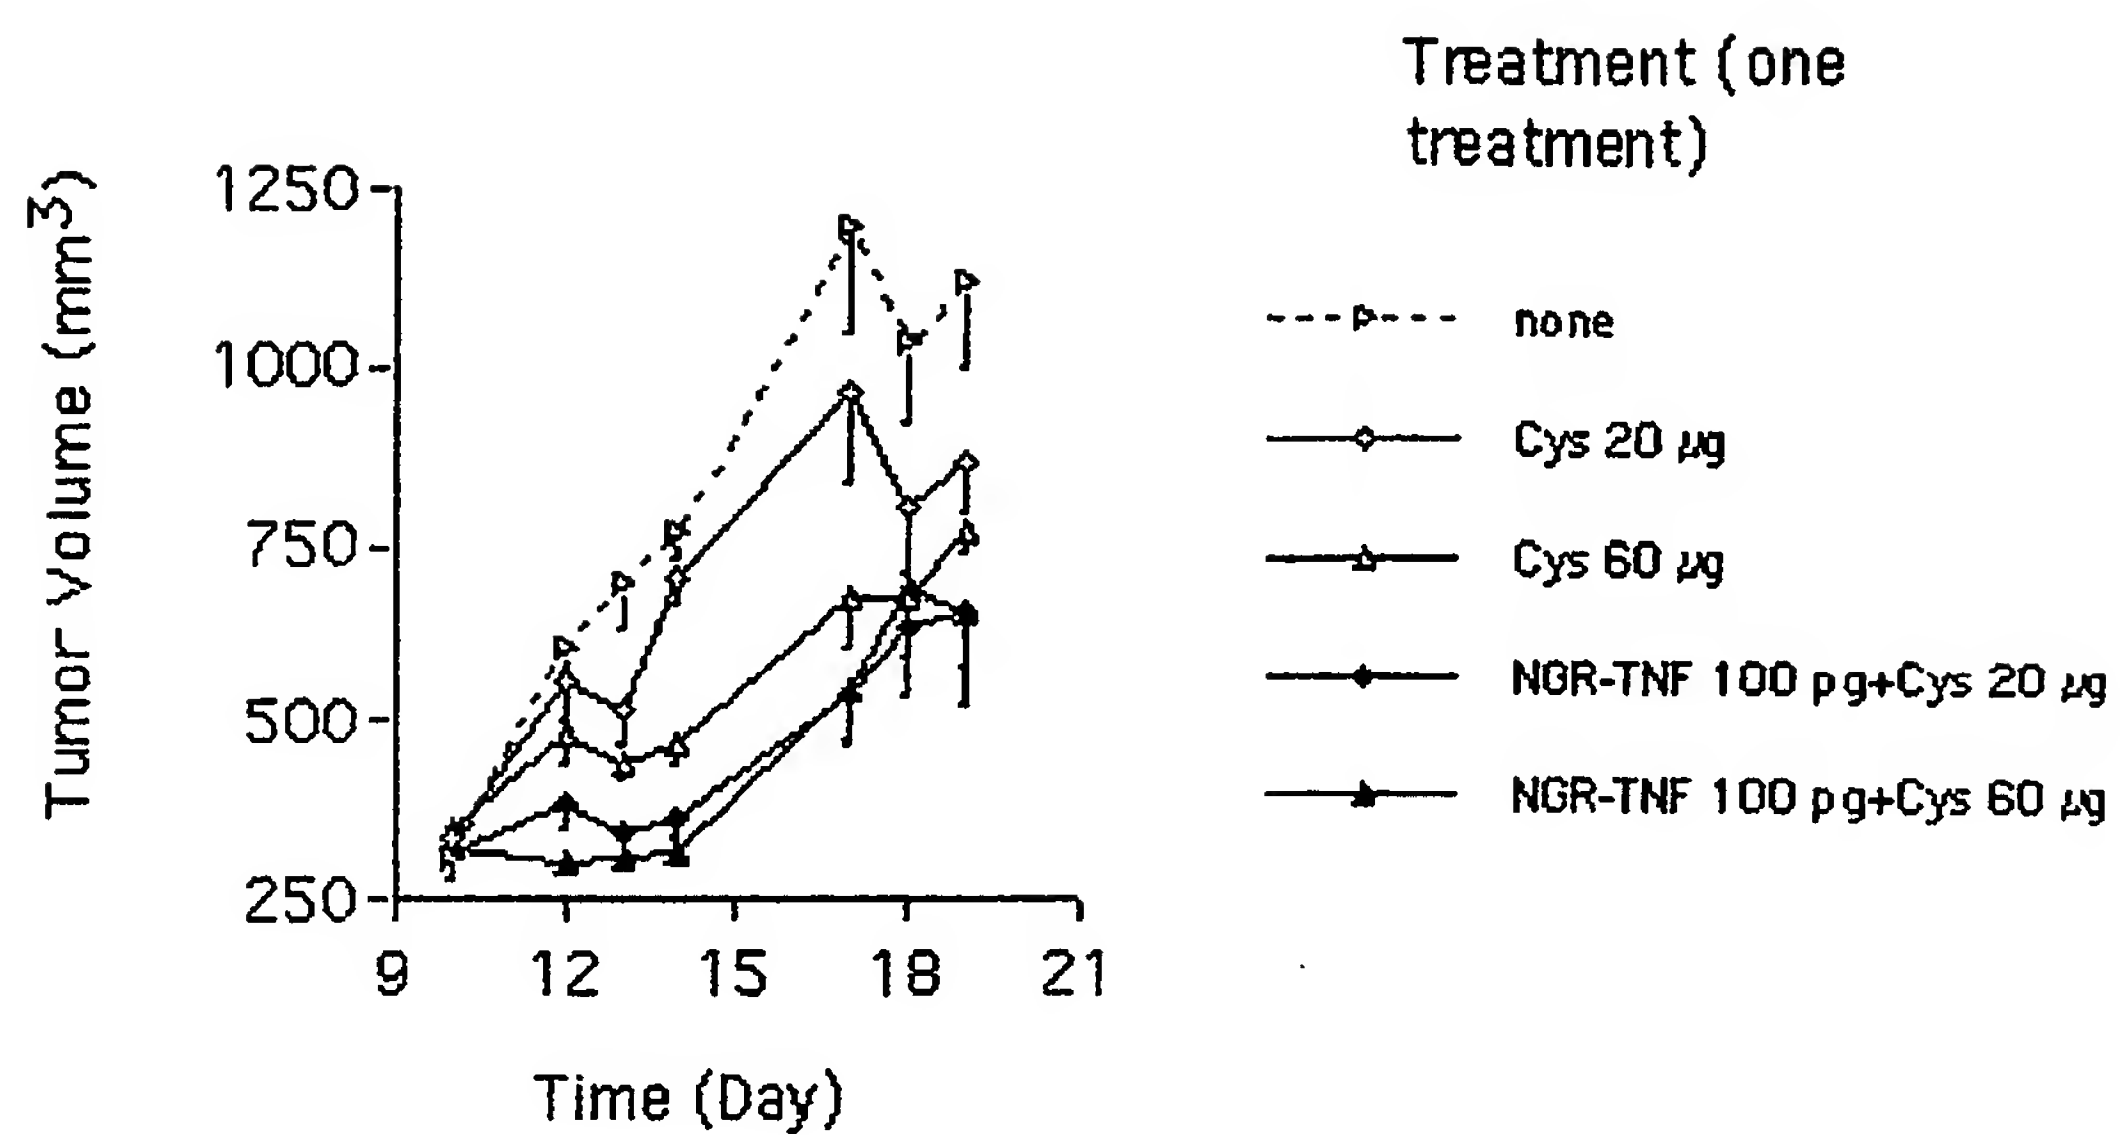 Treatment (one
treatment)
Tumor Volume (mm³)
1250
1000
750
500
250
9 12 15 18 21
Time (Day)
none
Cys 20 µg
Cys 60 µg
NGR-TNF 100 pg+Cys 20 µg
NGR-TNF 100 pg+Cys 60 µg